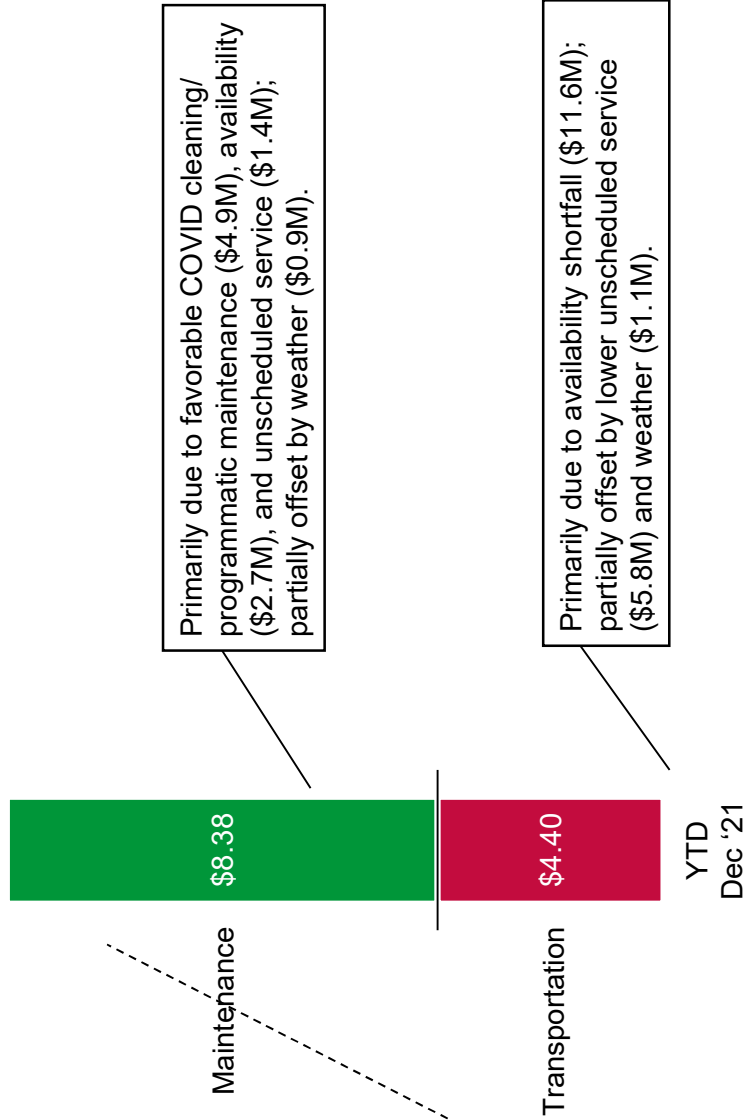 Maintenance
$8.38
Primarily due to favorable COVID cleaning/
programmatic maintenance ($4.9M), availability
($2.7M), and unscheduled service ($1.4M);
partially offset by weather ($0.9M).
Transportation
$4.40
Primarily due to availability shortfall ($11.6M);
partially offset by lower unscheduled service
($5.8M) and weather ($1.1M).
YTD
Dec ‘21